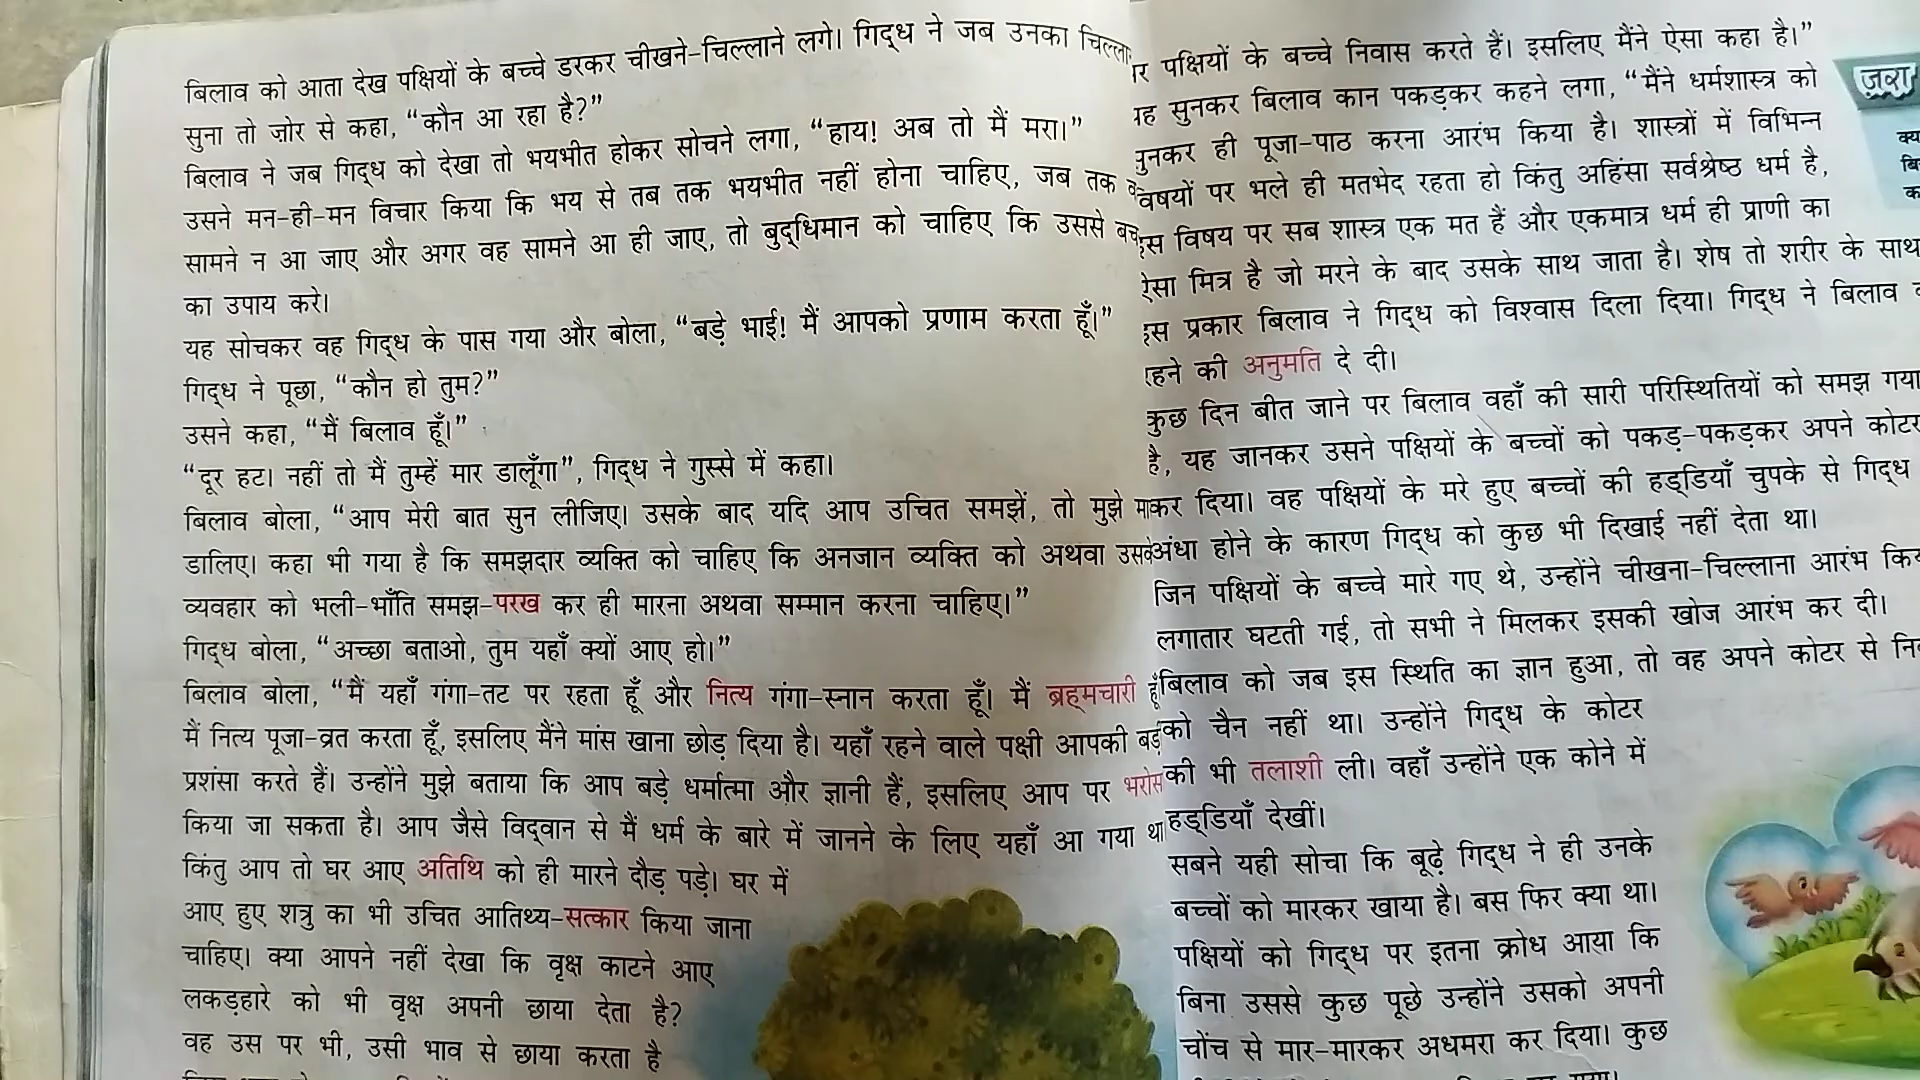 बिलाव को आता देख पक्षियों के बच्चे डरकर चीखने-चिल्लाने लगे। गिद्ध ने जब उनका
सुना तो ज़ोर से कहा, “कौन आ रहा है?”
बिलाव ने जब गिद्ध को देखा तो भयभीत होकर सोचने लगा, “हाय! अब तो मैं मरा।”
उसने मन-ही-मन विचार किया कि भय से तब तक भयभीत नहीं होना चाहिए, जब तक
सामने न आ जाए और अगर वह सामने आ ही जाए, तो बुद्धिमान को चाहिए कि उससे
का उपाय करे।
यह सोचकर वह गिद्ध के पास गया और बोला, “बड़े भाई! मैं आपको प्रणाम करता हूँ।”
गिद्ध ने पूछा, “कौन हो तुम?”
उसने कहा, “मैं बिलाव हूँ।”
“दूर हट। नहीं तो मैं तुम्हें मार डालूँगा”, गिद्ध ने गुस्से में कहा।
बिलाव बोला, “आप मेरी बात सुन लीजिए। उसके बाद यदि आप उचित समझें, तो मुझे
डालिए। कहा भी गया है कि समझदार व्यक्ति को चाहिए कि अनजान व्यक्ति को अथवा
व्यवहार को भली-भाँति समझ-परख कर ही मारना अथवा सम्मान करना चाहिए।”
गिद्ध बोला, “अच्छा बताओ, तुम यहाँ क्यों आए हो।”
बिलाव बोला, “मैं यहाँ गंगा-तट पर रहता हूँ और नित्य गंगा-स्नान करता हूँ। मैं ब्रह्मचारी हूँ
मैं नित्य पूजा-व्रत करता हूँ, इसलिए मैंने मांस खाना छोड़ दिया है। यहाँ रहने वाले पक्षी आपकी
प्रशंसा करते हैं। उन्होंने मुझे बताया कि आप बड़े धर्मात्मा और ज्ञानी हैं, इसलिए आप पर
किया जा सकता है। आप जैसे विद्वान से मैं धर्म के बारे में जानने के लिए यहाँ आ गया था
किंतु आप तो घर आए अतिथि को ही मारने दौड़ पड़े। घर में
आए हुए शत्रु का भी उचित आतिथ्य-सत्कार किया जाना
चाहिए। क्या आपने नहीं देखा कि वृक्ष काटने आए
लकड़हारे को भी वृक्ष अपनी छाया देता है?
वह उस पर भी, उसी भाव से छाया करता है
पक्षियों के बच्चे निवास करते हैं। इसलिए मैंने ऐसा कहा है।”
सुनकर बिलाव कान पकड़कर कहने लगा, “मैंने धर्मशास्त्र को
ही पूजा-पाठ करना आरंभ किया है। शास्त्रों में विभिन्न
पर भले ही मतभेद रहता हो किंतु अहिंसा सर्वश्रेष्ठ धर्म है,
विषय पर सब शास्त्र एक मत हैं और एकमात्र धर्म ही प्राणी का
मित्र है जो मरने के बाद उसके साथ जाता है। शेष तो शरीर के साथ
प्रकार बिलाव ने गिद्ध को विश्वास दिला दिया। गिद्ध ने बिलाव
रहने की अनुमति दे दी।
कुछ दिन बीत जाने पर बिलाव वहाँ की सारी परिस्थितियों को समझ गया
है, यह जानकर उसने पक्षियों के बच्चों को पकड़-पकड़कर अपने कोटर
कर दिया। वह पक्षियों के मरे हुए बच्चों की हड्डियाँ चुपके से गिद्ध
अंधा होने के कारण गिद्ध को कुछ भी दिखाई नहीं देता था।
जिन पक्षियों के बच्चे मारे गए थे, उन्होंने चीखना-चिल्लाना आरंभ
लगातार घटती गई, तो सभी ने मिलकर इसकी खोज आरंभ कर दी।
बिलाव को जब इस स्थिति का ज्ञान हुआ, तो वह अपने कोटर से
को चैन नहीं था। उन्होंने गिद्ध के कोटर
की भी तलाशी ली। वहाँ उन्होंने एक कोने में
हड्डियाँ देखीं।
सबने यही सोचा कि बूढ़े गिद्ध ने ही उनके
बच्चों को मारकर खाया है। बस फिर क्या था।
पक्षियों को गिद्ध पर इतना क्रोध आया कि
बिना उससे कुछ पूछे उन्होंने उसको अपनी
चोंच से मार-मारकर अधमरा कर दिया। कुछ
ज़रा